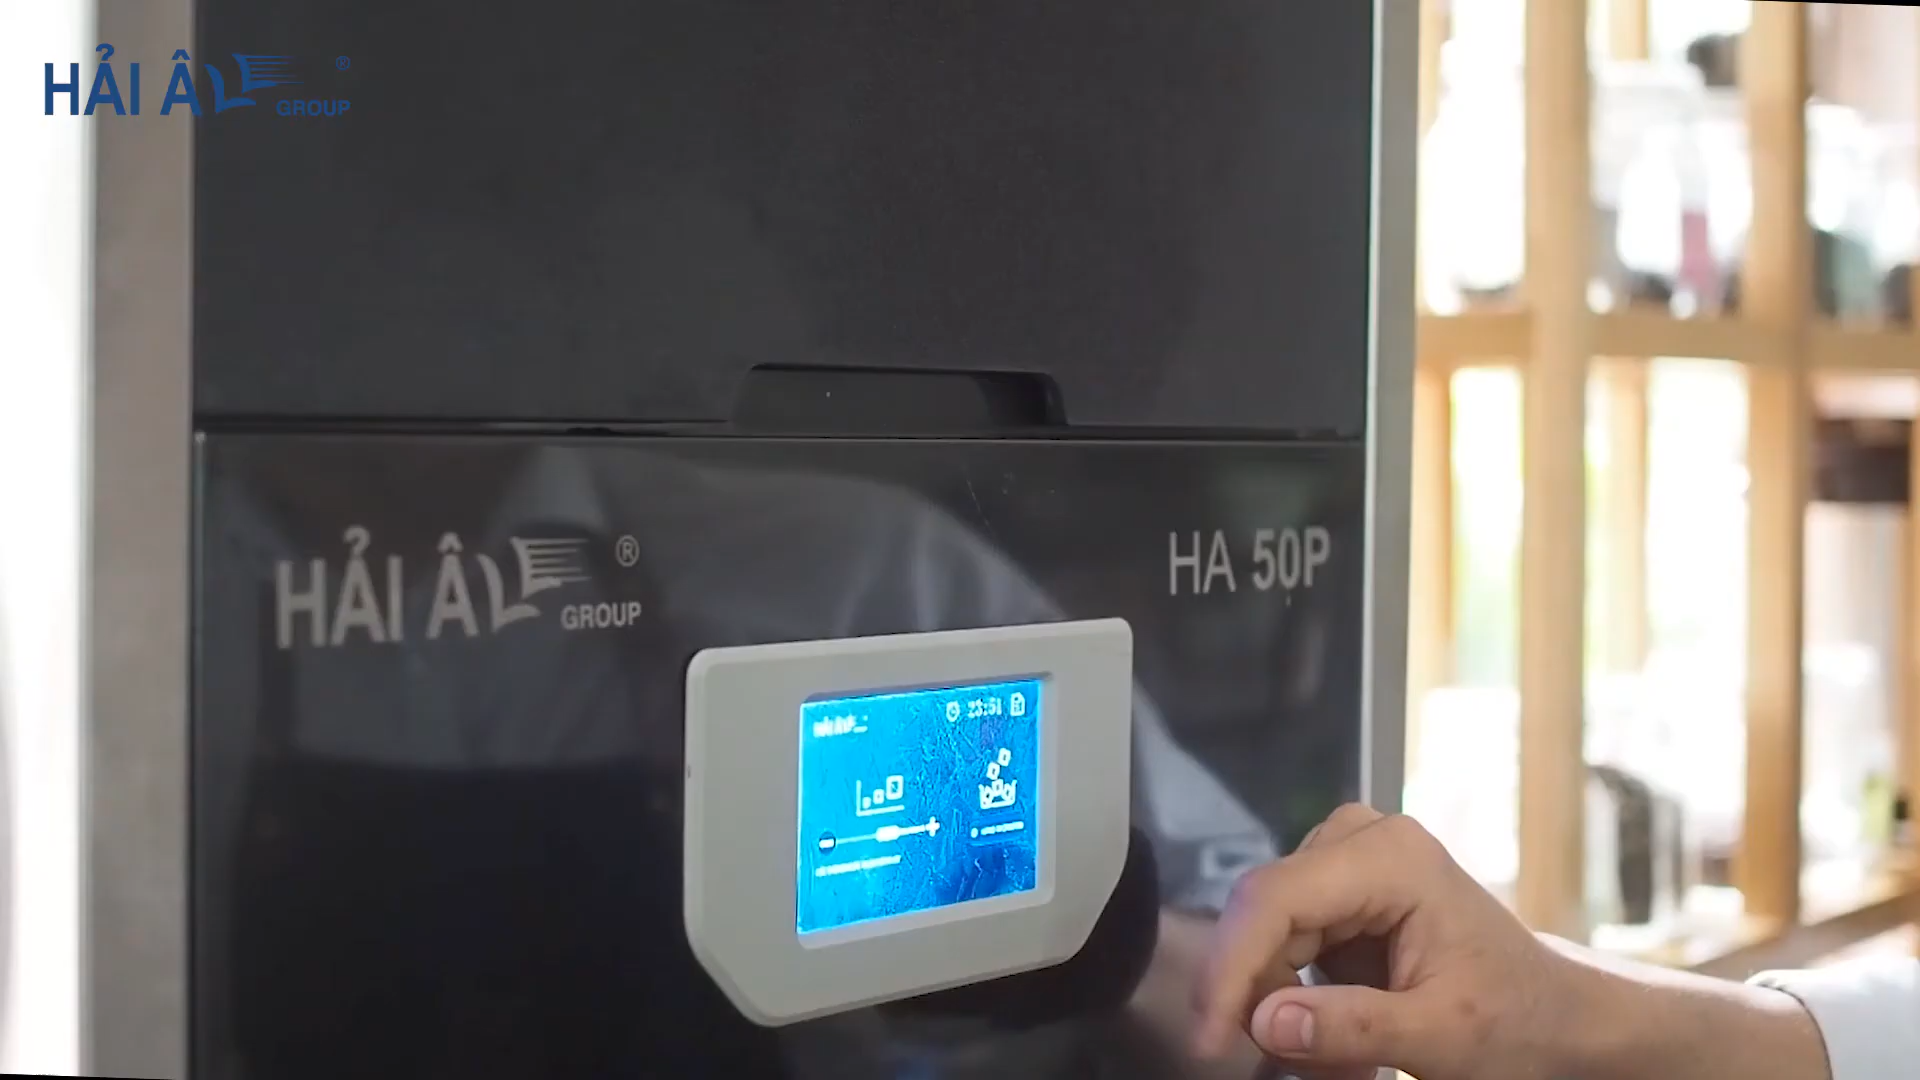 HẢI ÂU ®
GROUP
HẢI ÂU ®
GROUP
HA 50P
23:51